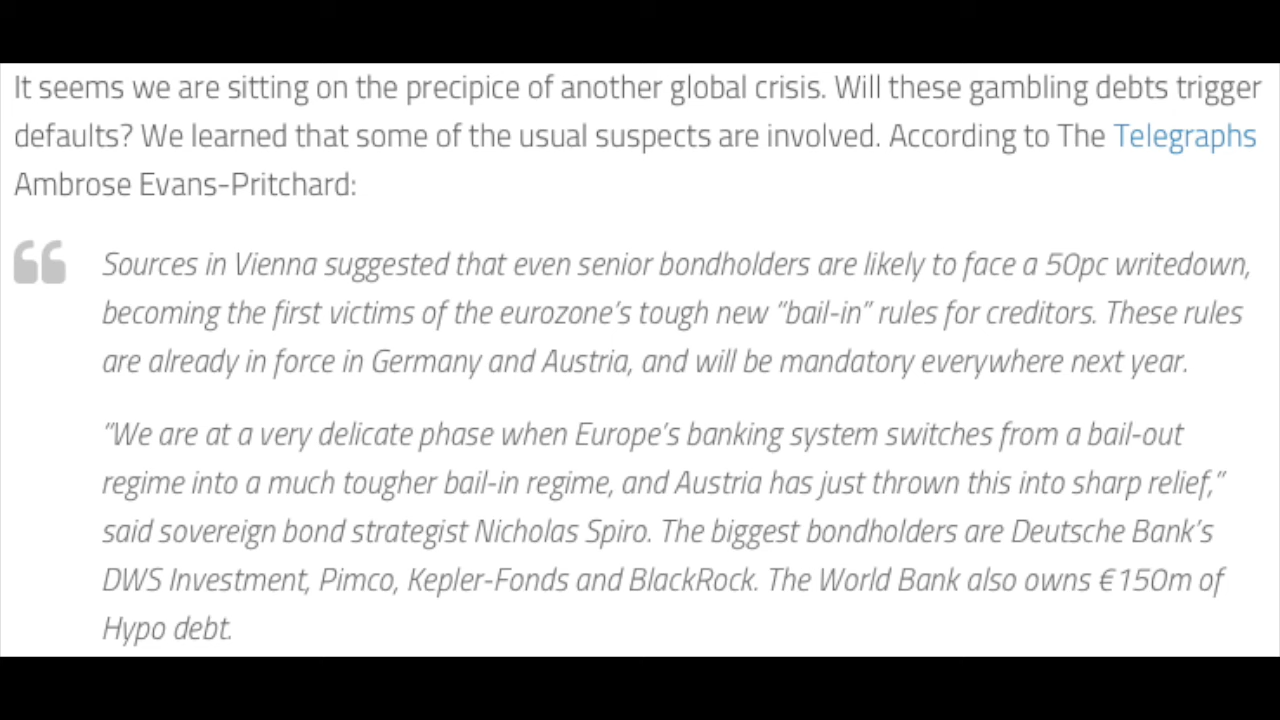 It seems we are sitting on the precipice of another global crisis. Will these gambling debts trigger
defaults? We learned that some of the usual suspects are involved. According to The Telegraphs
Ambrose Evans-Pritchard:
Sources in Vienna suggested that even senior bondholders are likely to face a 50pc writedown,
becoming the first victims of the eurozone’s tough new “bail-in” rules for creditors. These rules
are already in force in Germany and Austria, and will be mandatory everywhere next year.
“We are at a very delicate phase when Europe’s banking system switches from a bail-out
regime into a much tougher bail-in regime, and Austria has just thrown this into sharp relief,”
said sovereign bond strategist Nicholas Spiro. The biggest bondholders are Deutsche Bank’s
DWS Investment, Pimco, Kepler-Fonds and BlackRock. The World Bank also owns €150m of
Hypo debt.